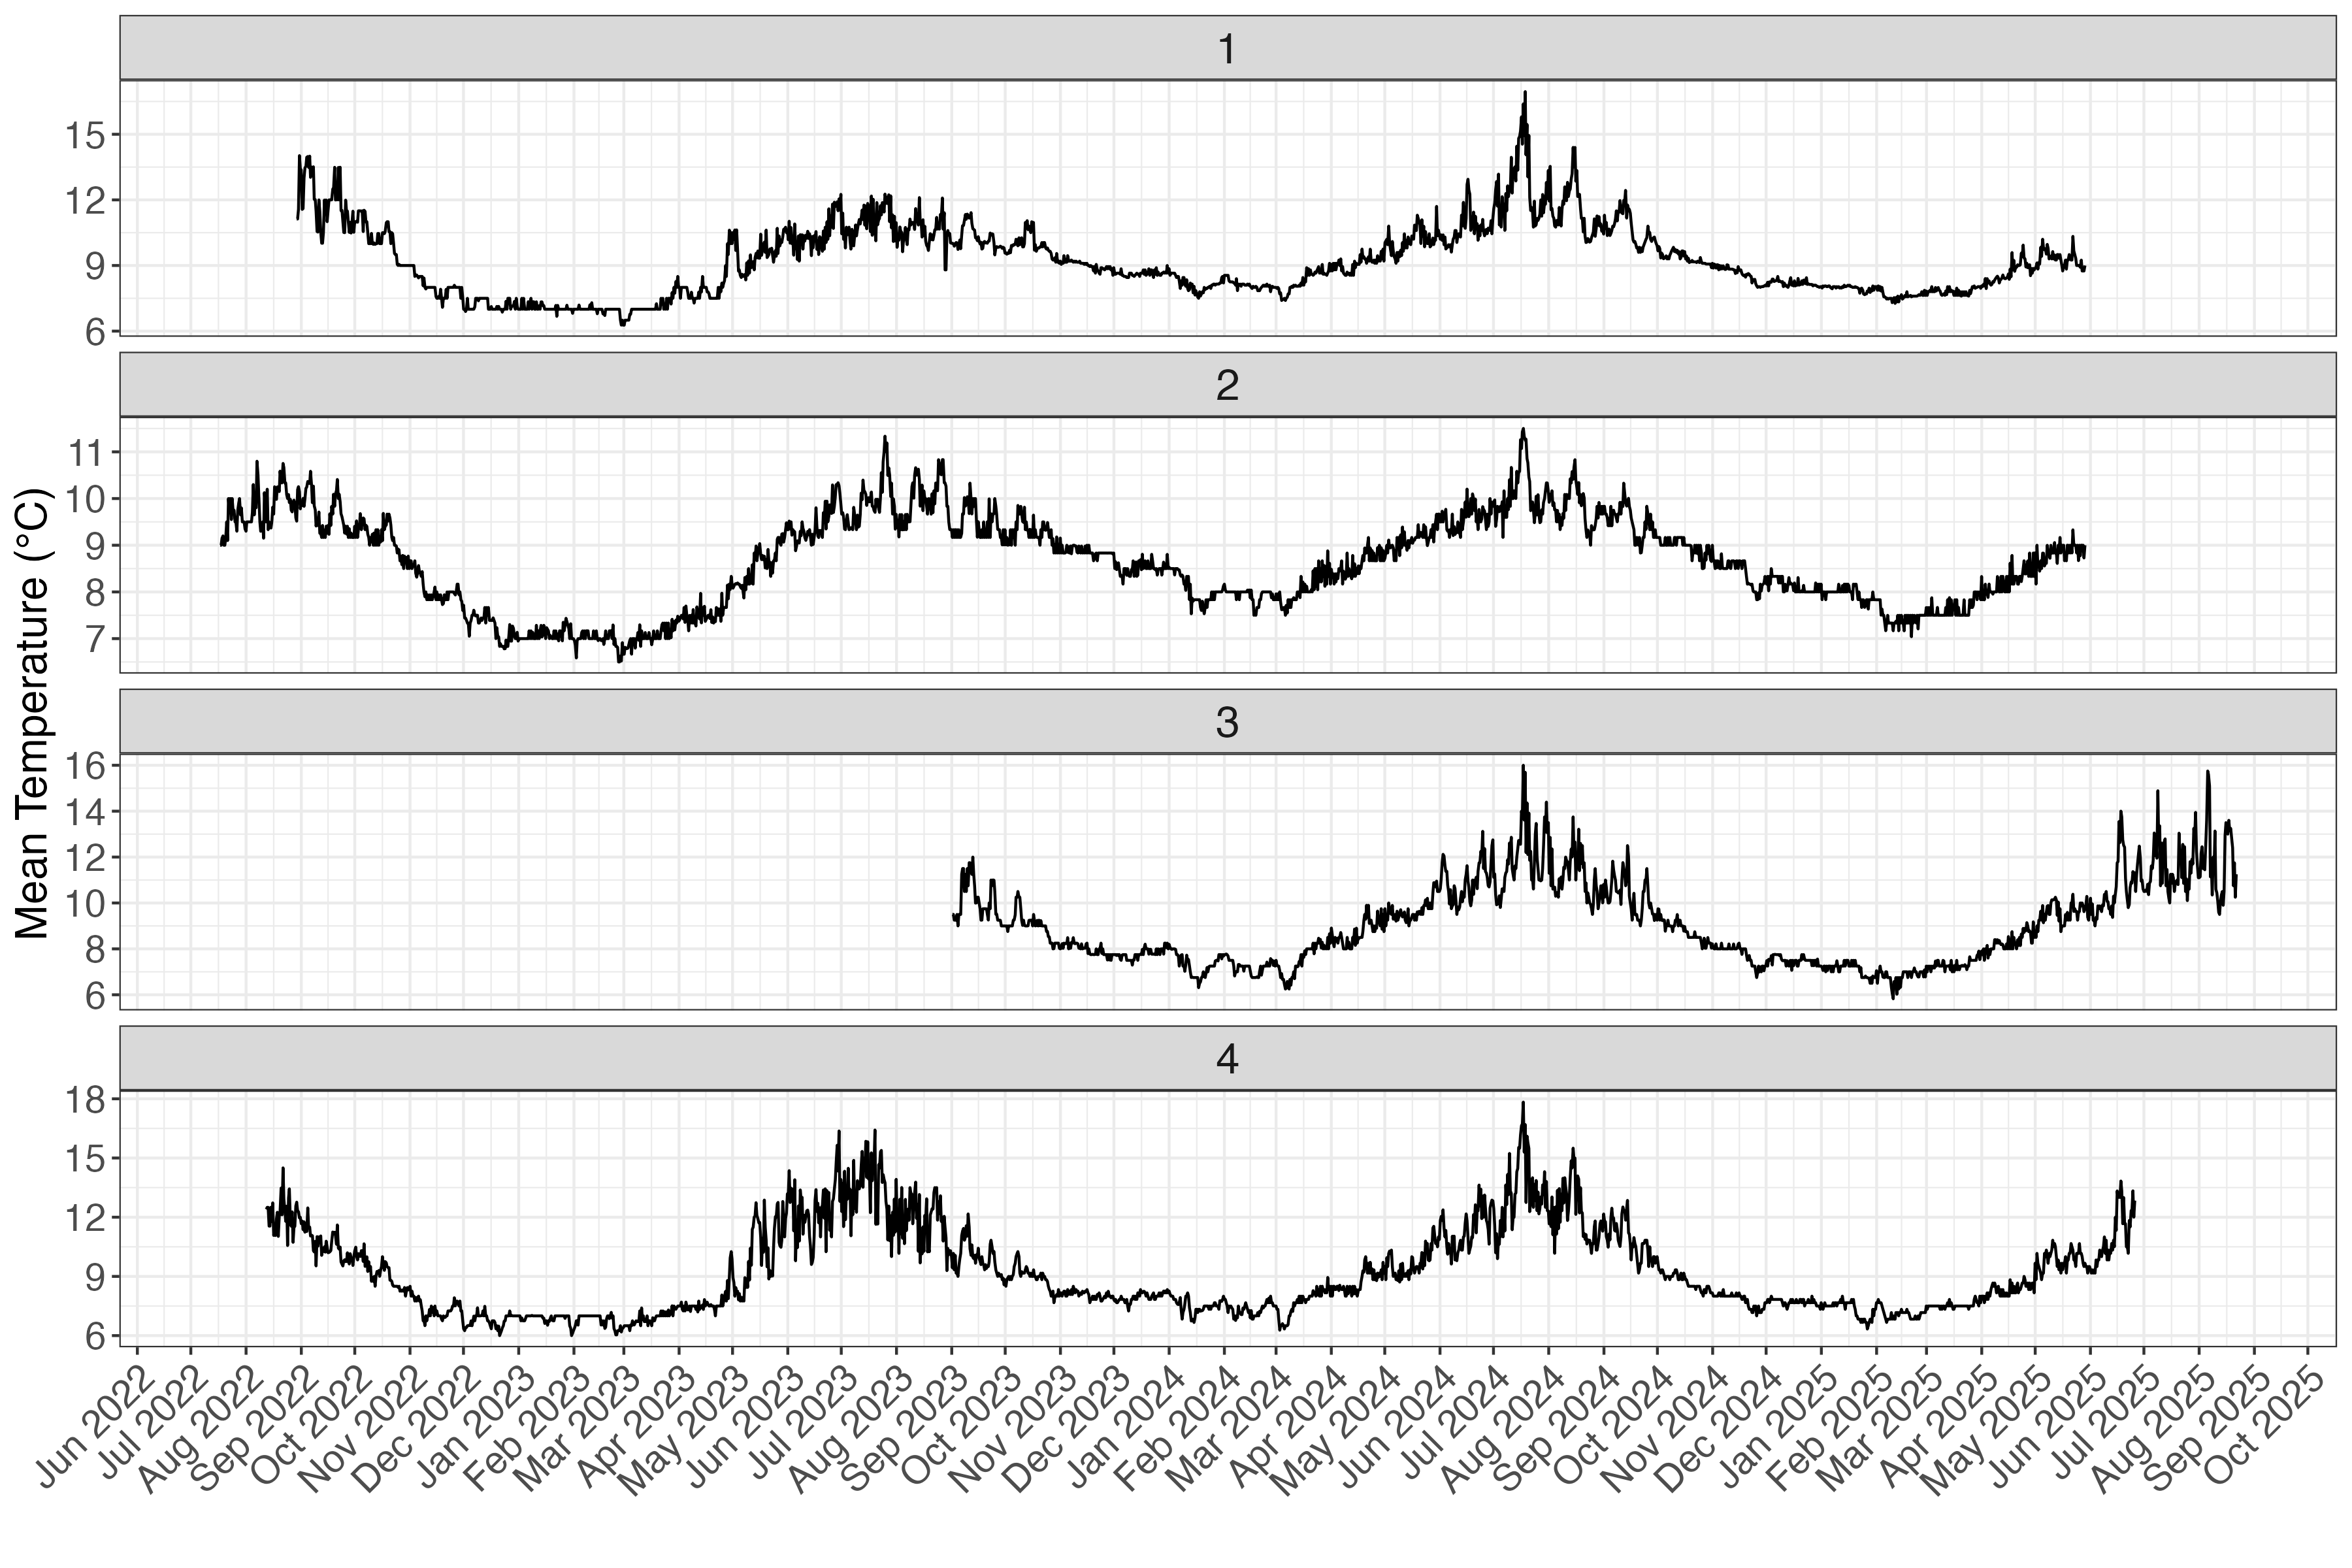 1
15
12
9
6
2
11
10
9
8
7
3
16
14
12
10
8
6
4
18
15
12
9
6
Mean Temperature (°C)
Jun 2022
Jul 2022
Aug 2022
Sep 2022
Oct 2022
Nov 2022
Dec 2022
Jan 2023
Feb 2023
Mar 2023
Apr 2023
May 2023
Jun 2023
Jul 2023
Aug 2023
Sep 2023
Oct 2023
Nov 2023
Dec 2023
Jan 2024
Feb 2024
Mar 2024
Apr 2024
May 2024
Jun 2024
Jul 2024
Aug 2024
Sep 2024
Oct 2024
Nov 2024
Dec 2024
Jan 2025
Feb 2025
Mar 2025
Apr 2025
May 2025
Jun 2025
Jul 2025
Aug 2025
Sep 2025
Oct 2025